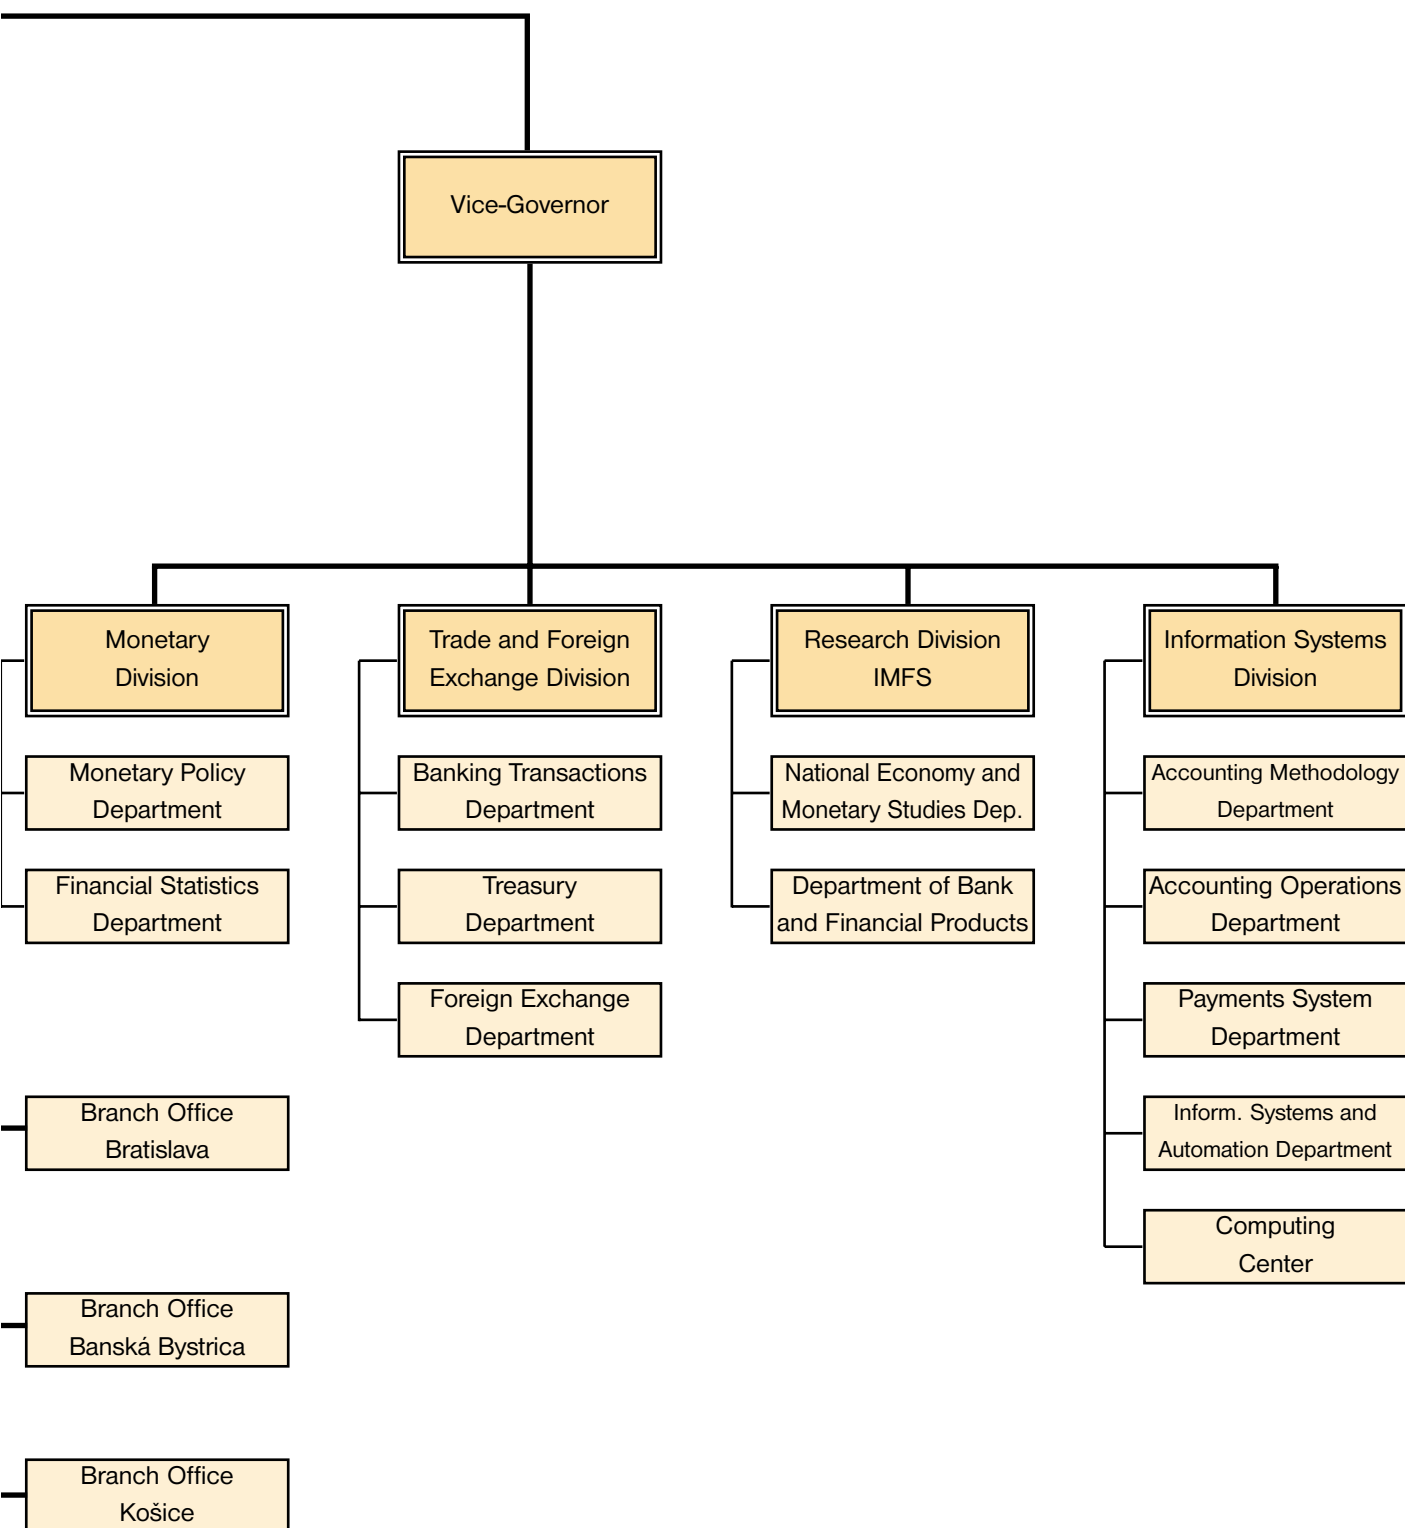 Vice-Governor
Monetary
Division
Trade and Foreign
Exchange Division
Research Division
IMFS
Information Systems
Division
Monetary Policy
Department
Banking Transactions
Department
National Economy and
Monetary Studies Dep.
Accounting Methodology
Department
Financial Statistics
Department
Treasury
Department
Department of Bank
and Financial Products
Accounting Operations
Department
Foreign Exchange
Department
Payments System
Department
Branch Office
Bratislava
Inform. Systems and
Automation Department
Computing
Center
Branch Office
Banská Bystrica
Branch Office
Košice